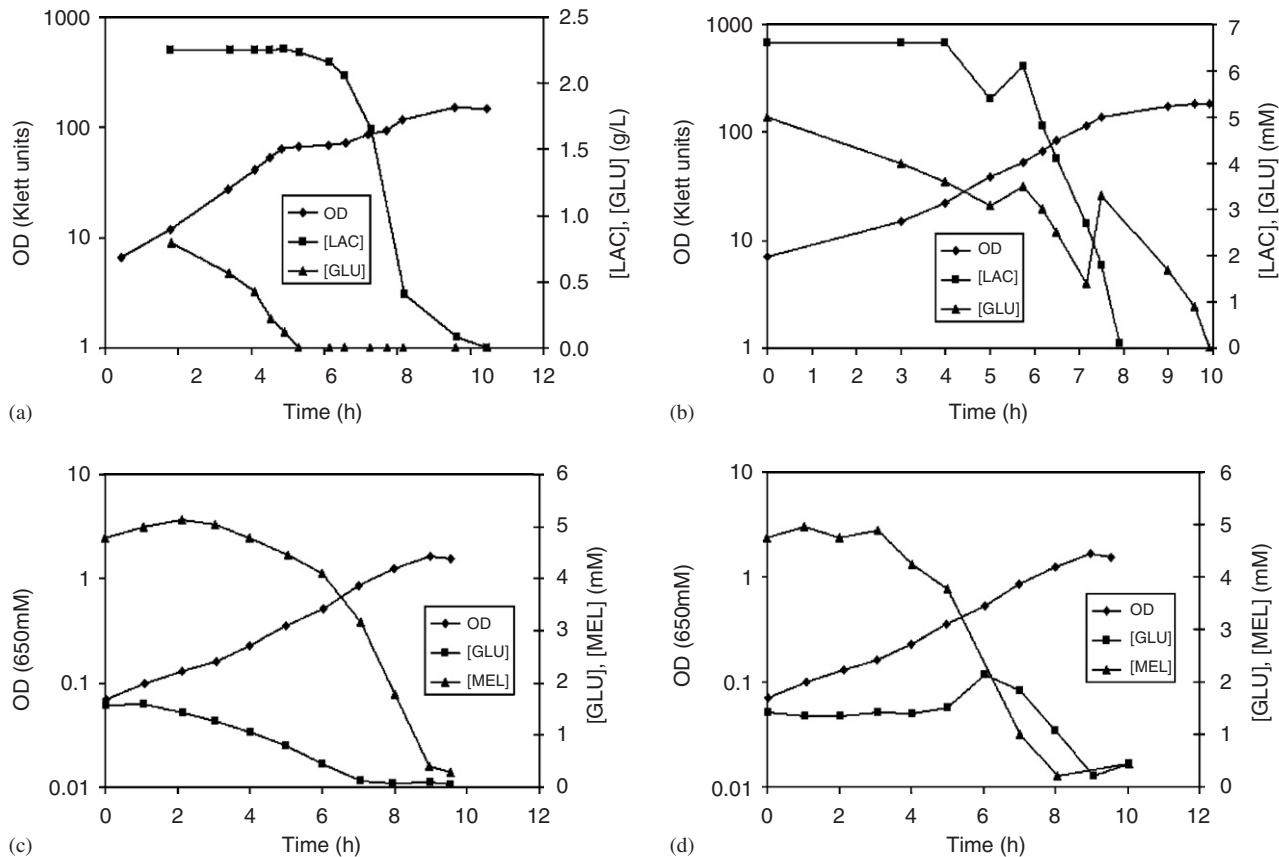 1000
100
10
1
OD (Klett units)
2.5
2.0
1.5
1.0
0.5
0.0
[LAC], [GLU] (g/L)
OD
[LAC]
[GLU]
0 2 4 6 8 10 12
(a) Time (h)
1000
100
10
1
OD (Klett units)
7
6
5
4
3
2
1
0
[LAC], [GLU] (mM)
OD
[LAC]
[GLU]
0 1 2 3 4 5 6 7 8 9 10
(b) Time (h)
10
1
0.1
0.01
OD (650mM)
6
5
4
3
2
1
0
[GLU], [MEL] (mM)
OD
[GLU]
[MEL]
0 2 4 6 8 10 12
(c) Time (h)
10
1
0.1
0.01
OD (650mM)
6
5
4
3
2
1
0
[GLU], [MEL] (mM)
OD
[GLU]
[MEL]
0 2 4 6 8 10 12
(d) Time (h)